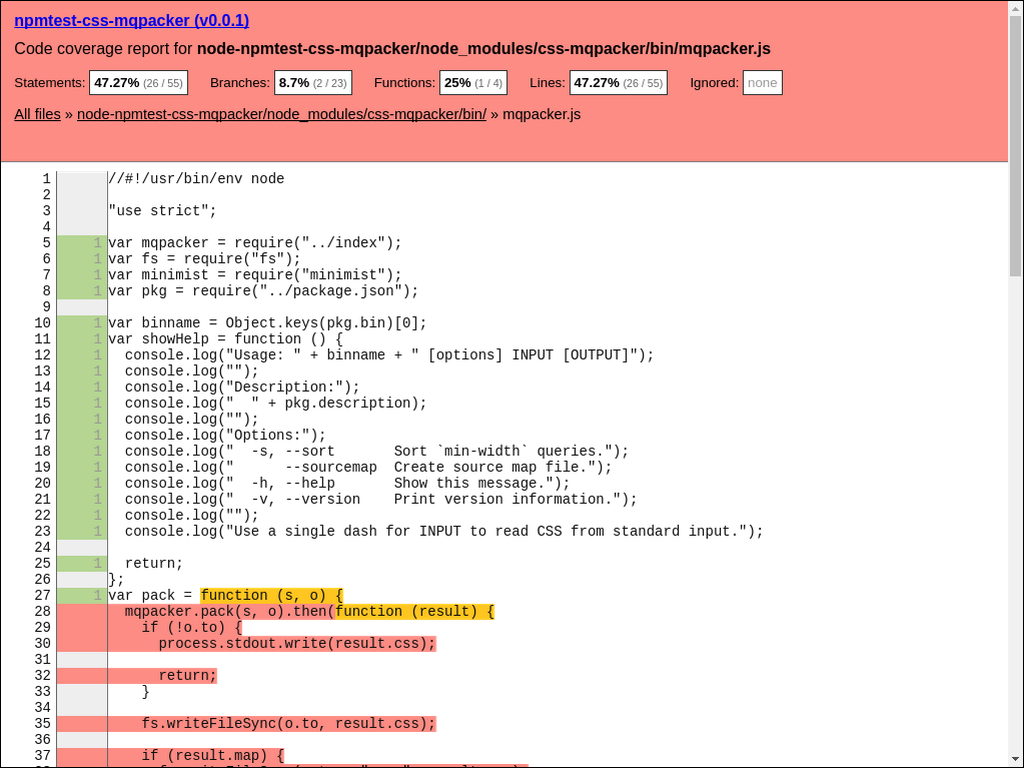 npmtest-css-mqpacker (v0.0.1)
Code coverage report for node-npmtest-css-mqpacker/node_modules/css-mqpacker/bin/mqpacker.js
Statements: 47.27% (26 / 55) Branches: 8.7% (2 / 23) Functions: 25% (1 / 4) Lines: 47.27% (26 / 55) Ignored: none
All files » node-npmtest-css-mqpacker/node_modules/css-mqpacker/bin/ » mqpacker.js
1 //#!/usr/bin/env node
2
3 "use strict";
4
5 1 var mqpacker = require("../index");
6 1 var fs = require("fs");
7 1 var minimist = require("minimist");
8 1 var pkg = require("../package.json");
9
10 1 var binname = Object.keys(pkg.bin)[0];
11 1 var showHelp = function () {
12 1   console.log("Usage: " + binname + " [options] INPUT [OUTPUT]");
13 1   console.log("");
14 1   console.log("Description:");
15 1   console.log("  " + pkg.description);
16 1   console.log("");
17 1   console.log("Options:");
18 1   console.log("  -s, --sort       Sort `min-width` queries.");
19 1   console.log("      --sourcemap  Create source map file.");
20 1   console.log("  -h, --help       Show this message.");
21 1   console.log("  -v, --version    Print version information.");
22 1   console.log("");
23 1   console.log("Use a single dash for INPUT to read CSS from standard input.");
24
25 1   return;
26 };
27 1 var pack = function (s, o) {
28   mqpacker.pack(s, o).then(function (result) {
29     if (!o.to) {
30       process.stdout.write(result.css);
31
32       return;
33     }
34
35     fs.writeFileSync(o.to, result.css);
36
37     if (result.map) {